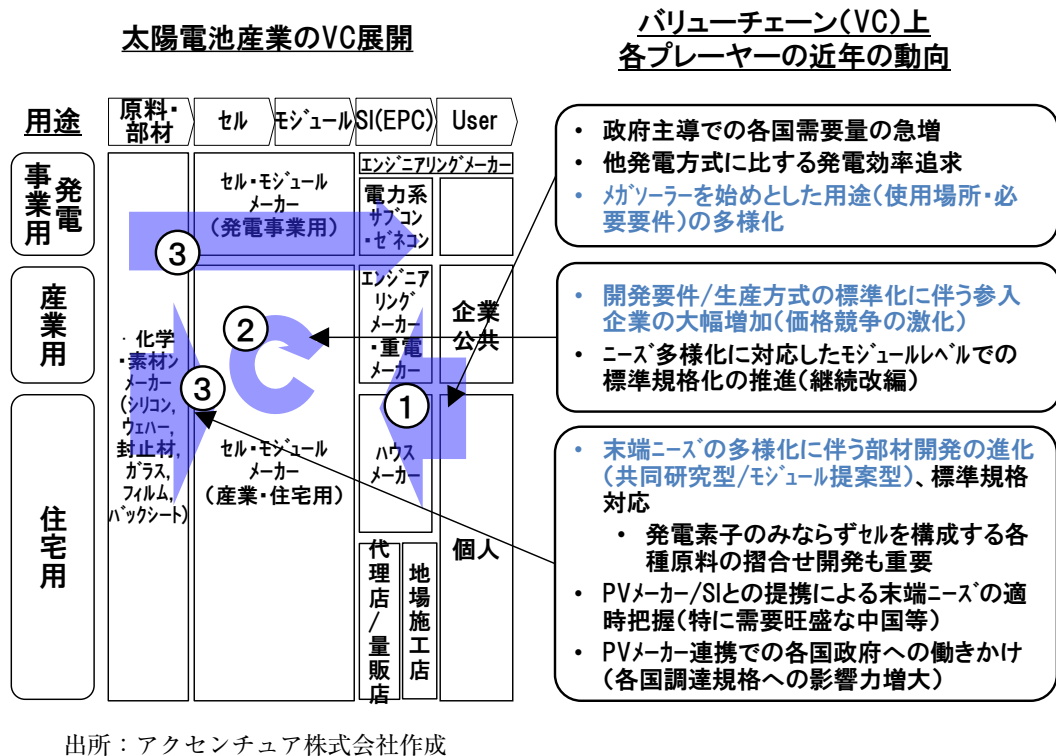 太陽電池産業のVC展開
バリューチェーン(VC)上
各プレーヤーの近年の動向
用途
原料・
部材
セル
モジュール
SI(EPC)
User
発電
事業用
産業用
住宅用
・化学
・素材メーカー
(シリコン,
ウェハー,
封止材,
ガラス,
フィルム,
バックシート)
セル・モジュール
メーカー
(発電事業用)
セル・モジュール
メーカー
(産業・住宅用)
エンジニアリングメーカー
電力系
サブコン
・ゼネコン
エンジニア
リング
メーカー
・重電
メーカー
ハウス
メーカー
代理店/量販店
地場施工店
企業
公共
個人
③
②
③
①
• 政府主導での各国需要量の急増
• 他発電方式に比する発電効率追求
• メガソーラーを始めとした用途(使用場所・必
要要件)の多様化
• 開発要件/生産方式の標準化に伴う参入
企業の大幅増加(価格競争の激化)
• ニーズ多様化に対応したモジュールレベルでの
標準規格化の推進(継続改編)
• 末端ニーズの多様化に伴う部材開発の進化
(共同研究型/モジュール提案型)、標準規格
対応
• 発電素子のみならずセルを構成する各
種原料の摺合せ開発も重要
• PVメーカー/SIとの提携による末端ニーズの適
時把握(特に需要旺盛な中国等)
• PVメーカー連携での各国政府への働きかけ
(各国調達規格への影響力増大)
出所：アクセンチュア株式会社作成